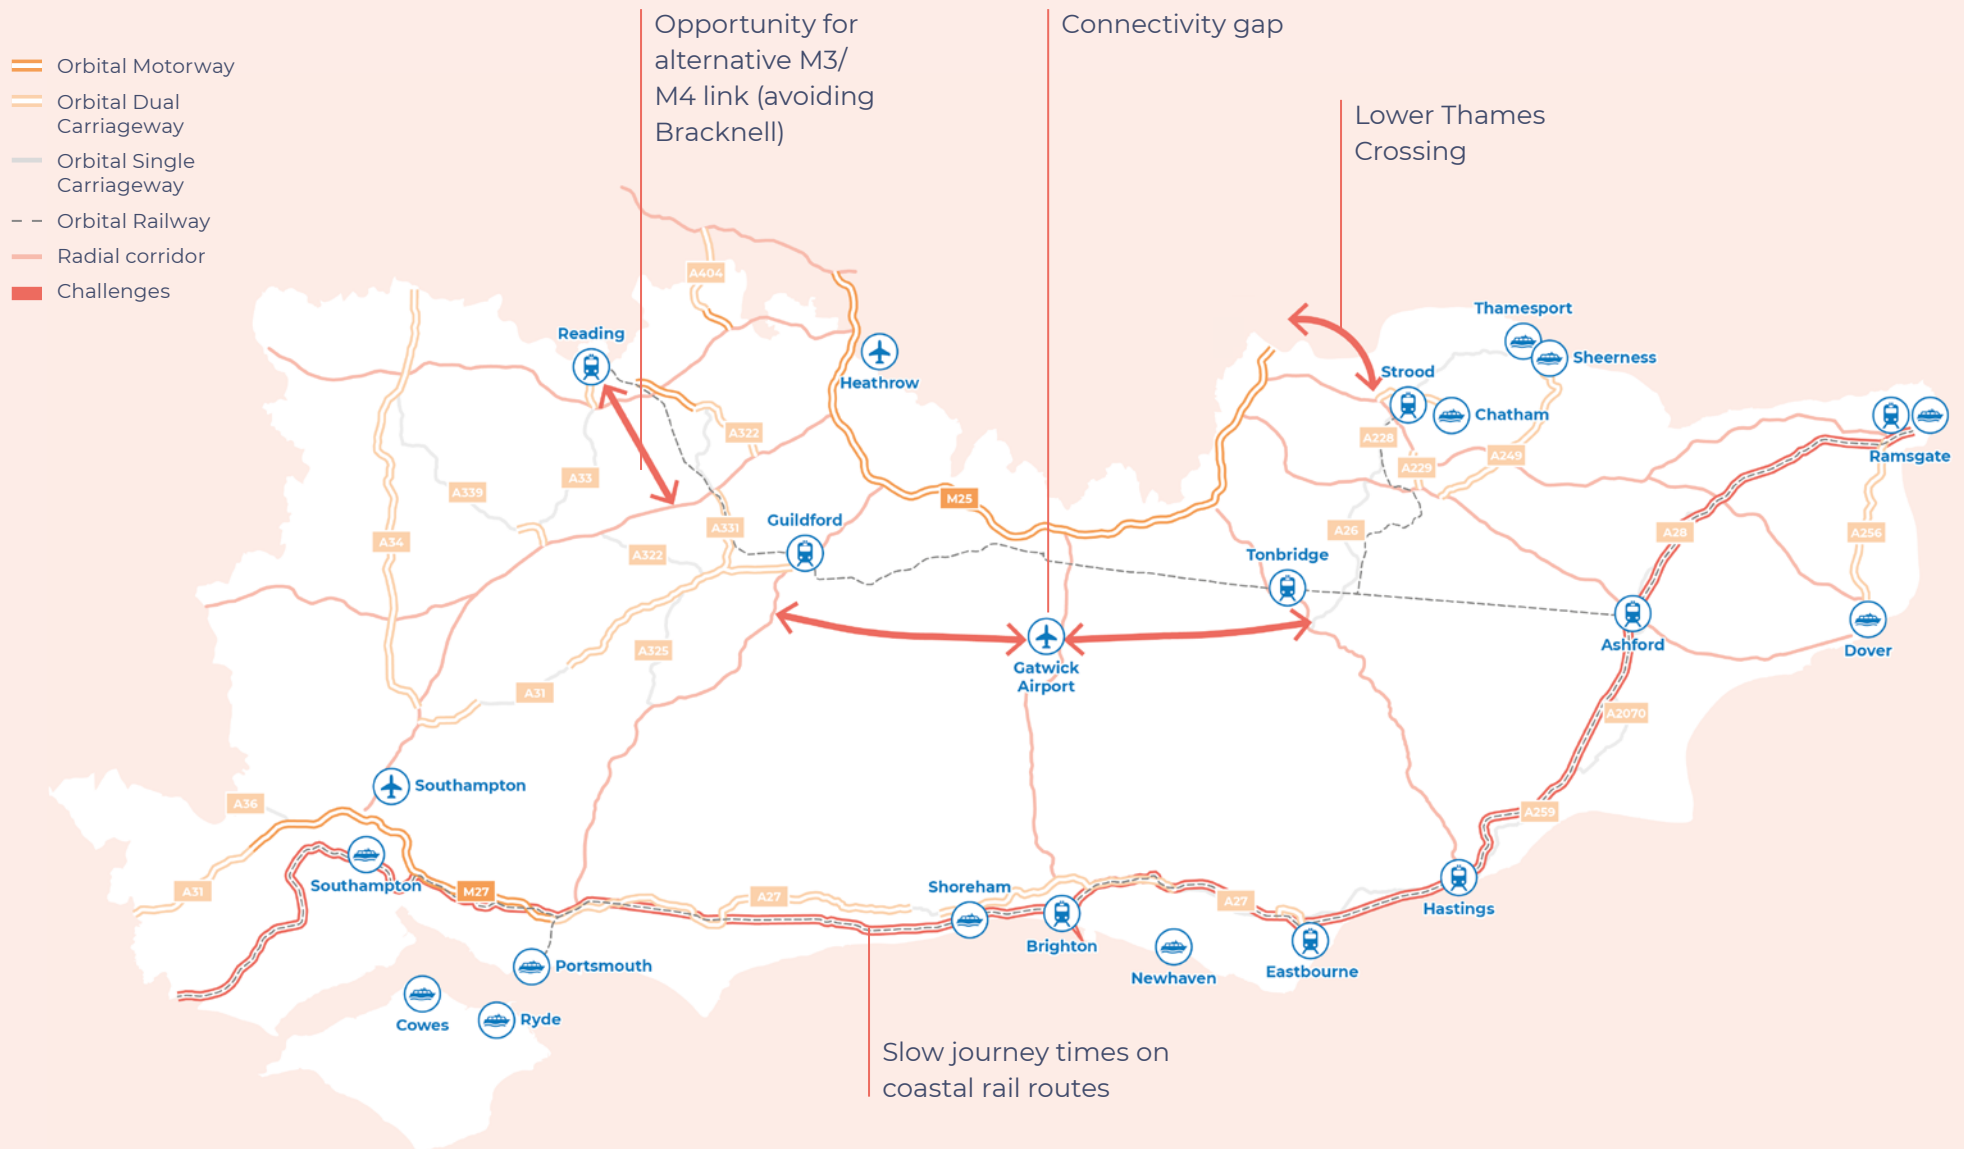 Opportunity for
alternative M3/
M4 link (avoiding
Bracknell)
Connectivity gap
Lower Thames
Crossing
Orbital Motorway
Orbital Dual
Carriageway
Orbital Single
Carriageway
Orbital Railway
Radial corridor
Challenges
A404
Reading
Heathrow
Thamesport
Sheerness
Strood
Chatham
A322
A228
A229
A249
Ramsgate
A339
A33
M25
Guildford
A331
A34
A322
A26
A28
A256
Tonbridge
Ashford
Dover
Gatwick
Airport
A325
A31
A2070
Southampton
A36
A259
Southampton
A31
M27
A27
Shoreham
A27
Hastings
Brighton
Portsmouth
Newhaven
Eastbourne
Cowes
Ryde
Slow journey times on
coastal rail routes